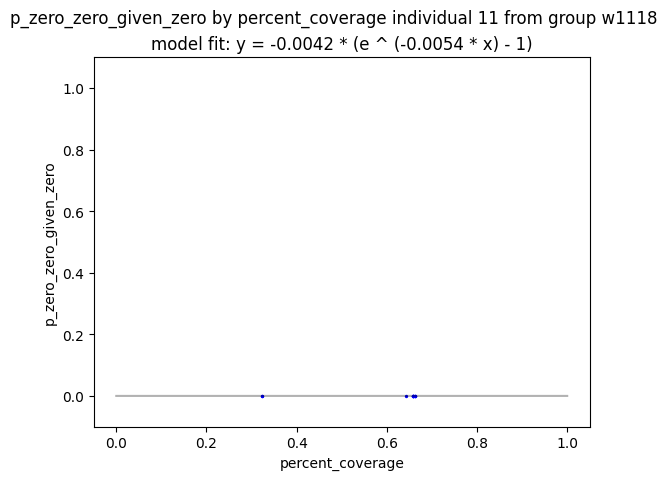 p_zero_zero_given_zero by percent_coverage individual 11 from group w1118
model fit: y = -0.0042 * (e ^ (-0.0054 * x) - 1)
1.0
0.8
0.6
0.4
0.2
0.0
p_zero_zero_given_zero
0.0 0.2 0.4 0.6 0.8 1.0
percent_coverage